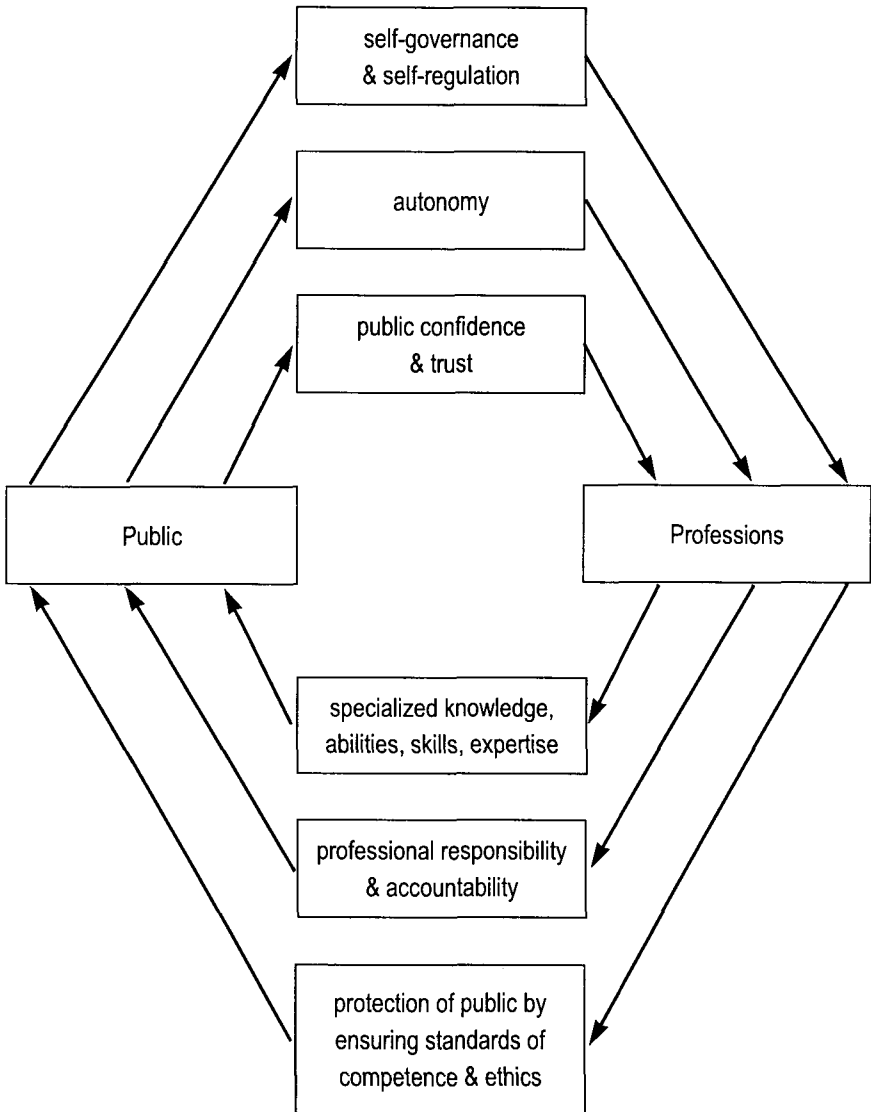 self-governance
& self-regulation
autonomy
public confidence
& trust
Public
Professions
specialized knowledge,
abilities, skills, expertise
professional responsibility
& accountability
protection of public by
ensuring standards of
competence & ethics